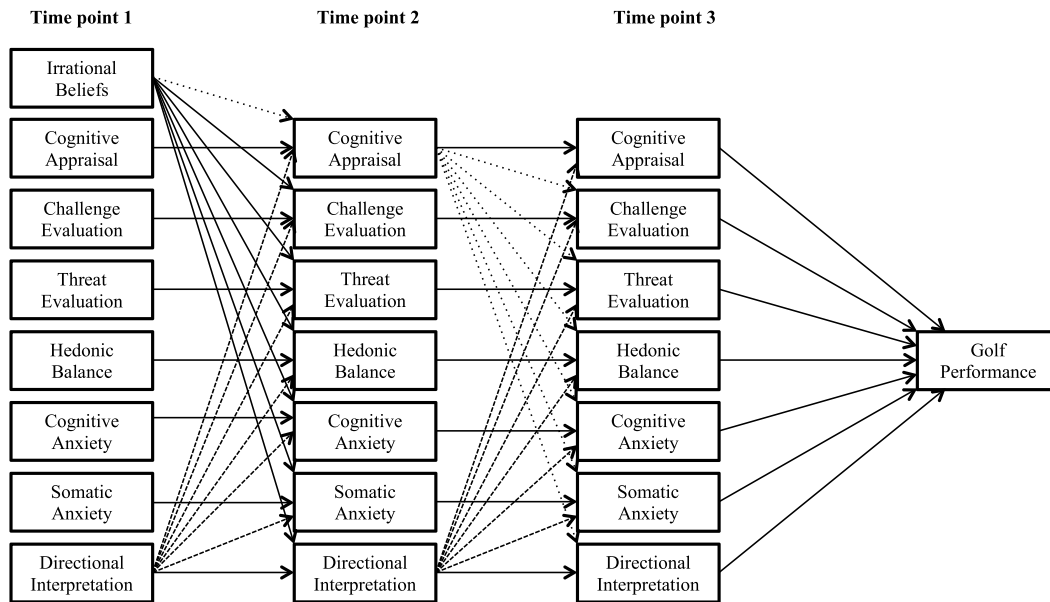 Time point 1
Time point 2
Time point 3
Irrational
Beliefs
Cognitive
Appraisal
Challenge
Evaluation
Threat
Evaluation
Hedonic
Balance
Cognitive
Anxiety
Somatic
Anxiety
Directional
Interpretation
Cognitive
Appraisal
Challenge
Evaluation
Threat
Evaluation
Hedonic
Balance
Cognitive
Anxiety
Somatic
Anxiety
Directional
Interpretation
Cognitive
Appraisal
Challenge
Evaluation
Threat
Evaluation
Hedonic
Balance
Cognitive
Anxiety
Somatic
Anxiety
Directional
Interpretation
Golf
Performance